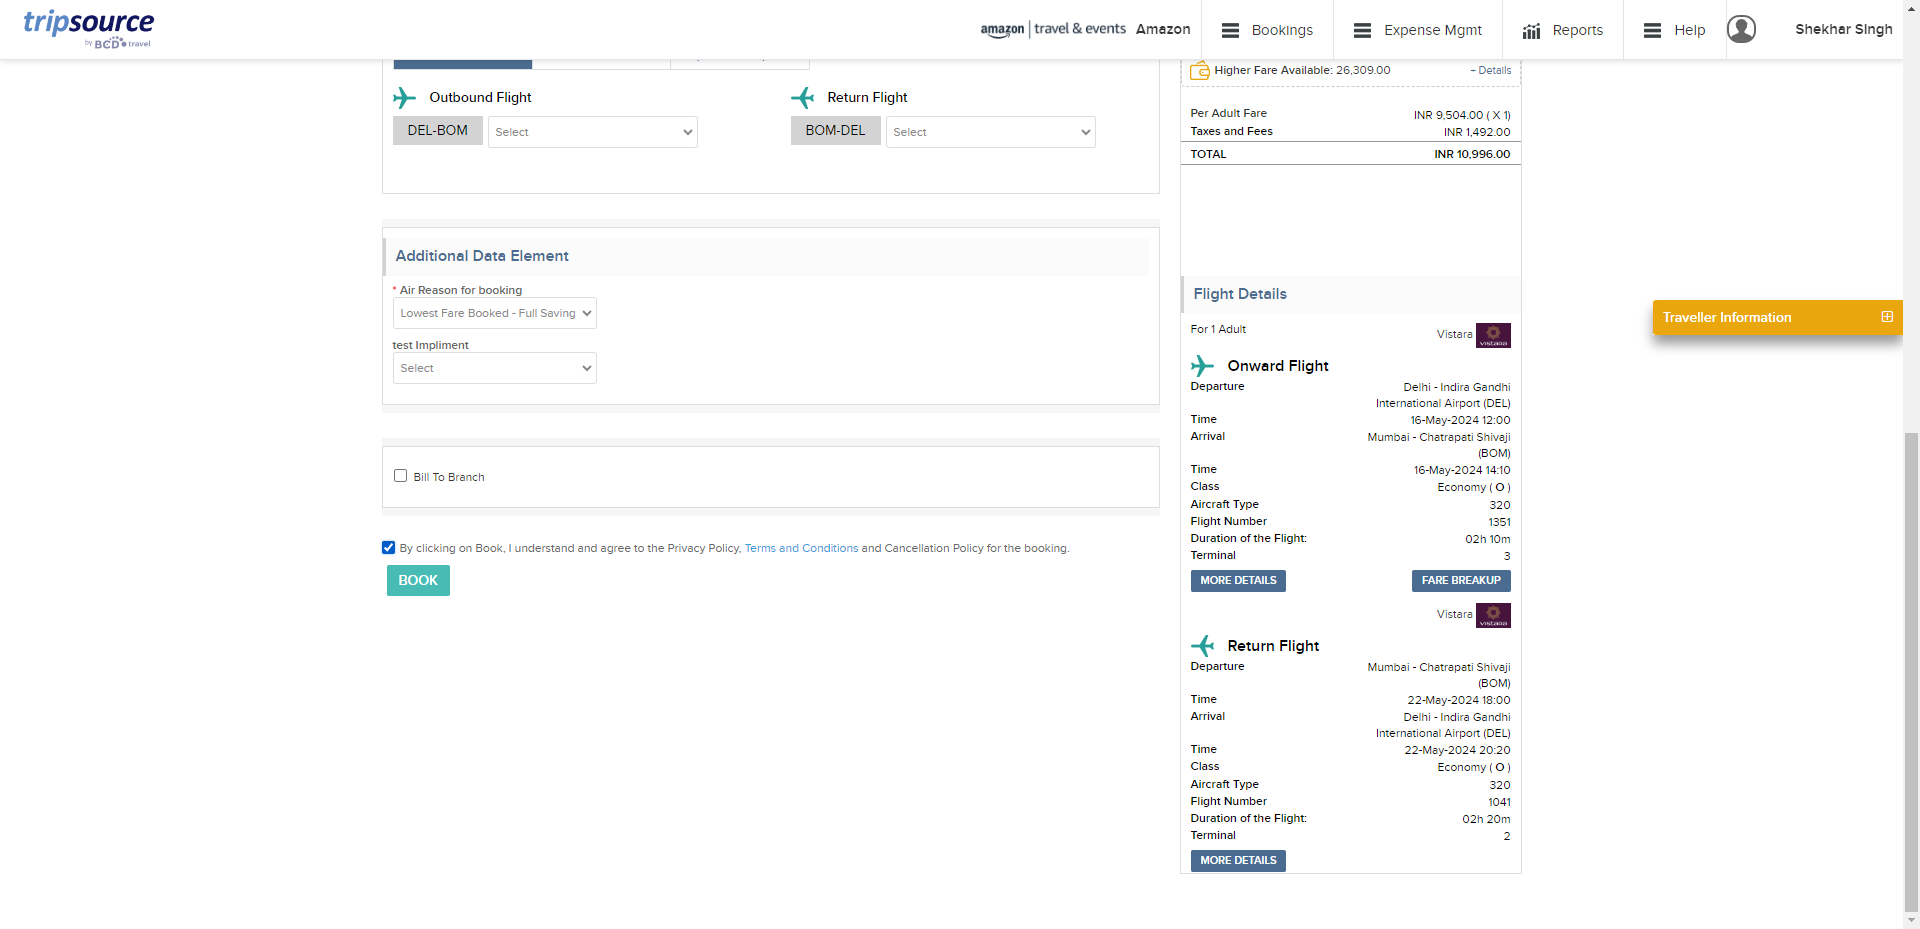 tripsource
by BCD travel
amazon | travel & events Amazon
Bookings
Expense Mgmt
Reports
Help
Shekhar Singh
Outbound Flight
DEL-BOM Select
Return Flight
BOM-DEL Select
Additional Data Element
* Air Reason for booking
Lowest Fare Booked - Full Saving
test Impliment
Select
Bill To Branch
By clicking on Book, I understand and agree to the Privacy Policy, Terms and Conditions and Cancellation Policy for the booking.
BOOK
Higher Fare Available: 26,309.00 + Details
Per Adult Fare INR 9,504.00 ( X 1)
Taxes and Fees INR 1,492.00
TOTAL INR 10,996.00
Flight Details
For 1 Adult Vistara vistara
Onward Flight
Departure Delhi - Indira Gandhi
International Airport (DEL)
Time 16-May-2024 12:00
Arrival Mumbai - Chatrapati Shivaji
(BOM)
Time 16-May-2024 14:10
Class Economy ( O )
Aircraft Type 320
Flight Number 1351
Duration of the Flight: 02h 10m
Terminal 3
MORE DETAILS FARE BREAKUP
Vistara vistara
Return Flight
Departure Mumbai - Chatrapati Shivaji
(BOM)
Time 22-May-2024 18:00
Arrival Delhi - Indira Gandhi
International Airport (DEL)
Time 22-May-2024 20:20
Class Economy ( O )
Aircraft Type 320
Flight Number 1041
Duration of the Flight: 02h 20m
Terminal 2
MORE DETAILS
Traveller Information